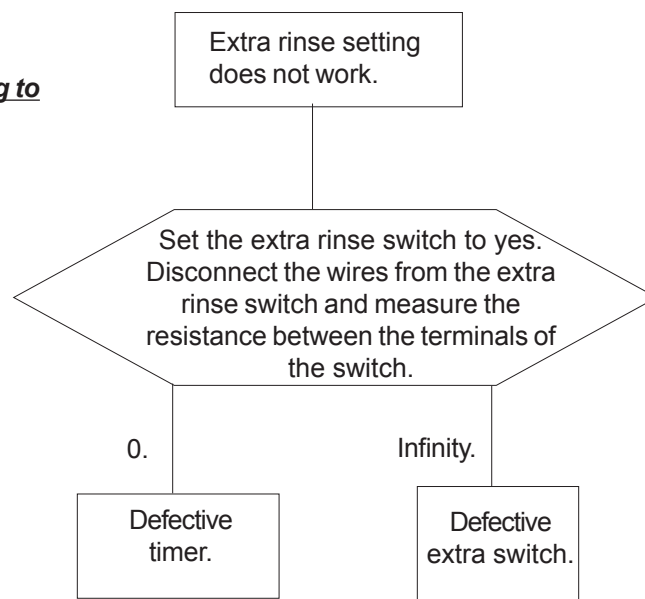 Extra rinse setting
does not work.
g to
Set the extra rinse switch to yes.
Disconnect the wires from the extra
rinse switch and measure the
resistance between the terminals of
the switch.
0.
Infinity.
Defective
timer.
Defective
extra switch.